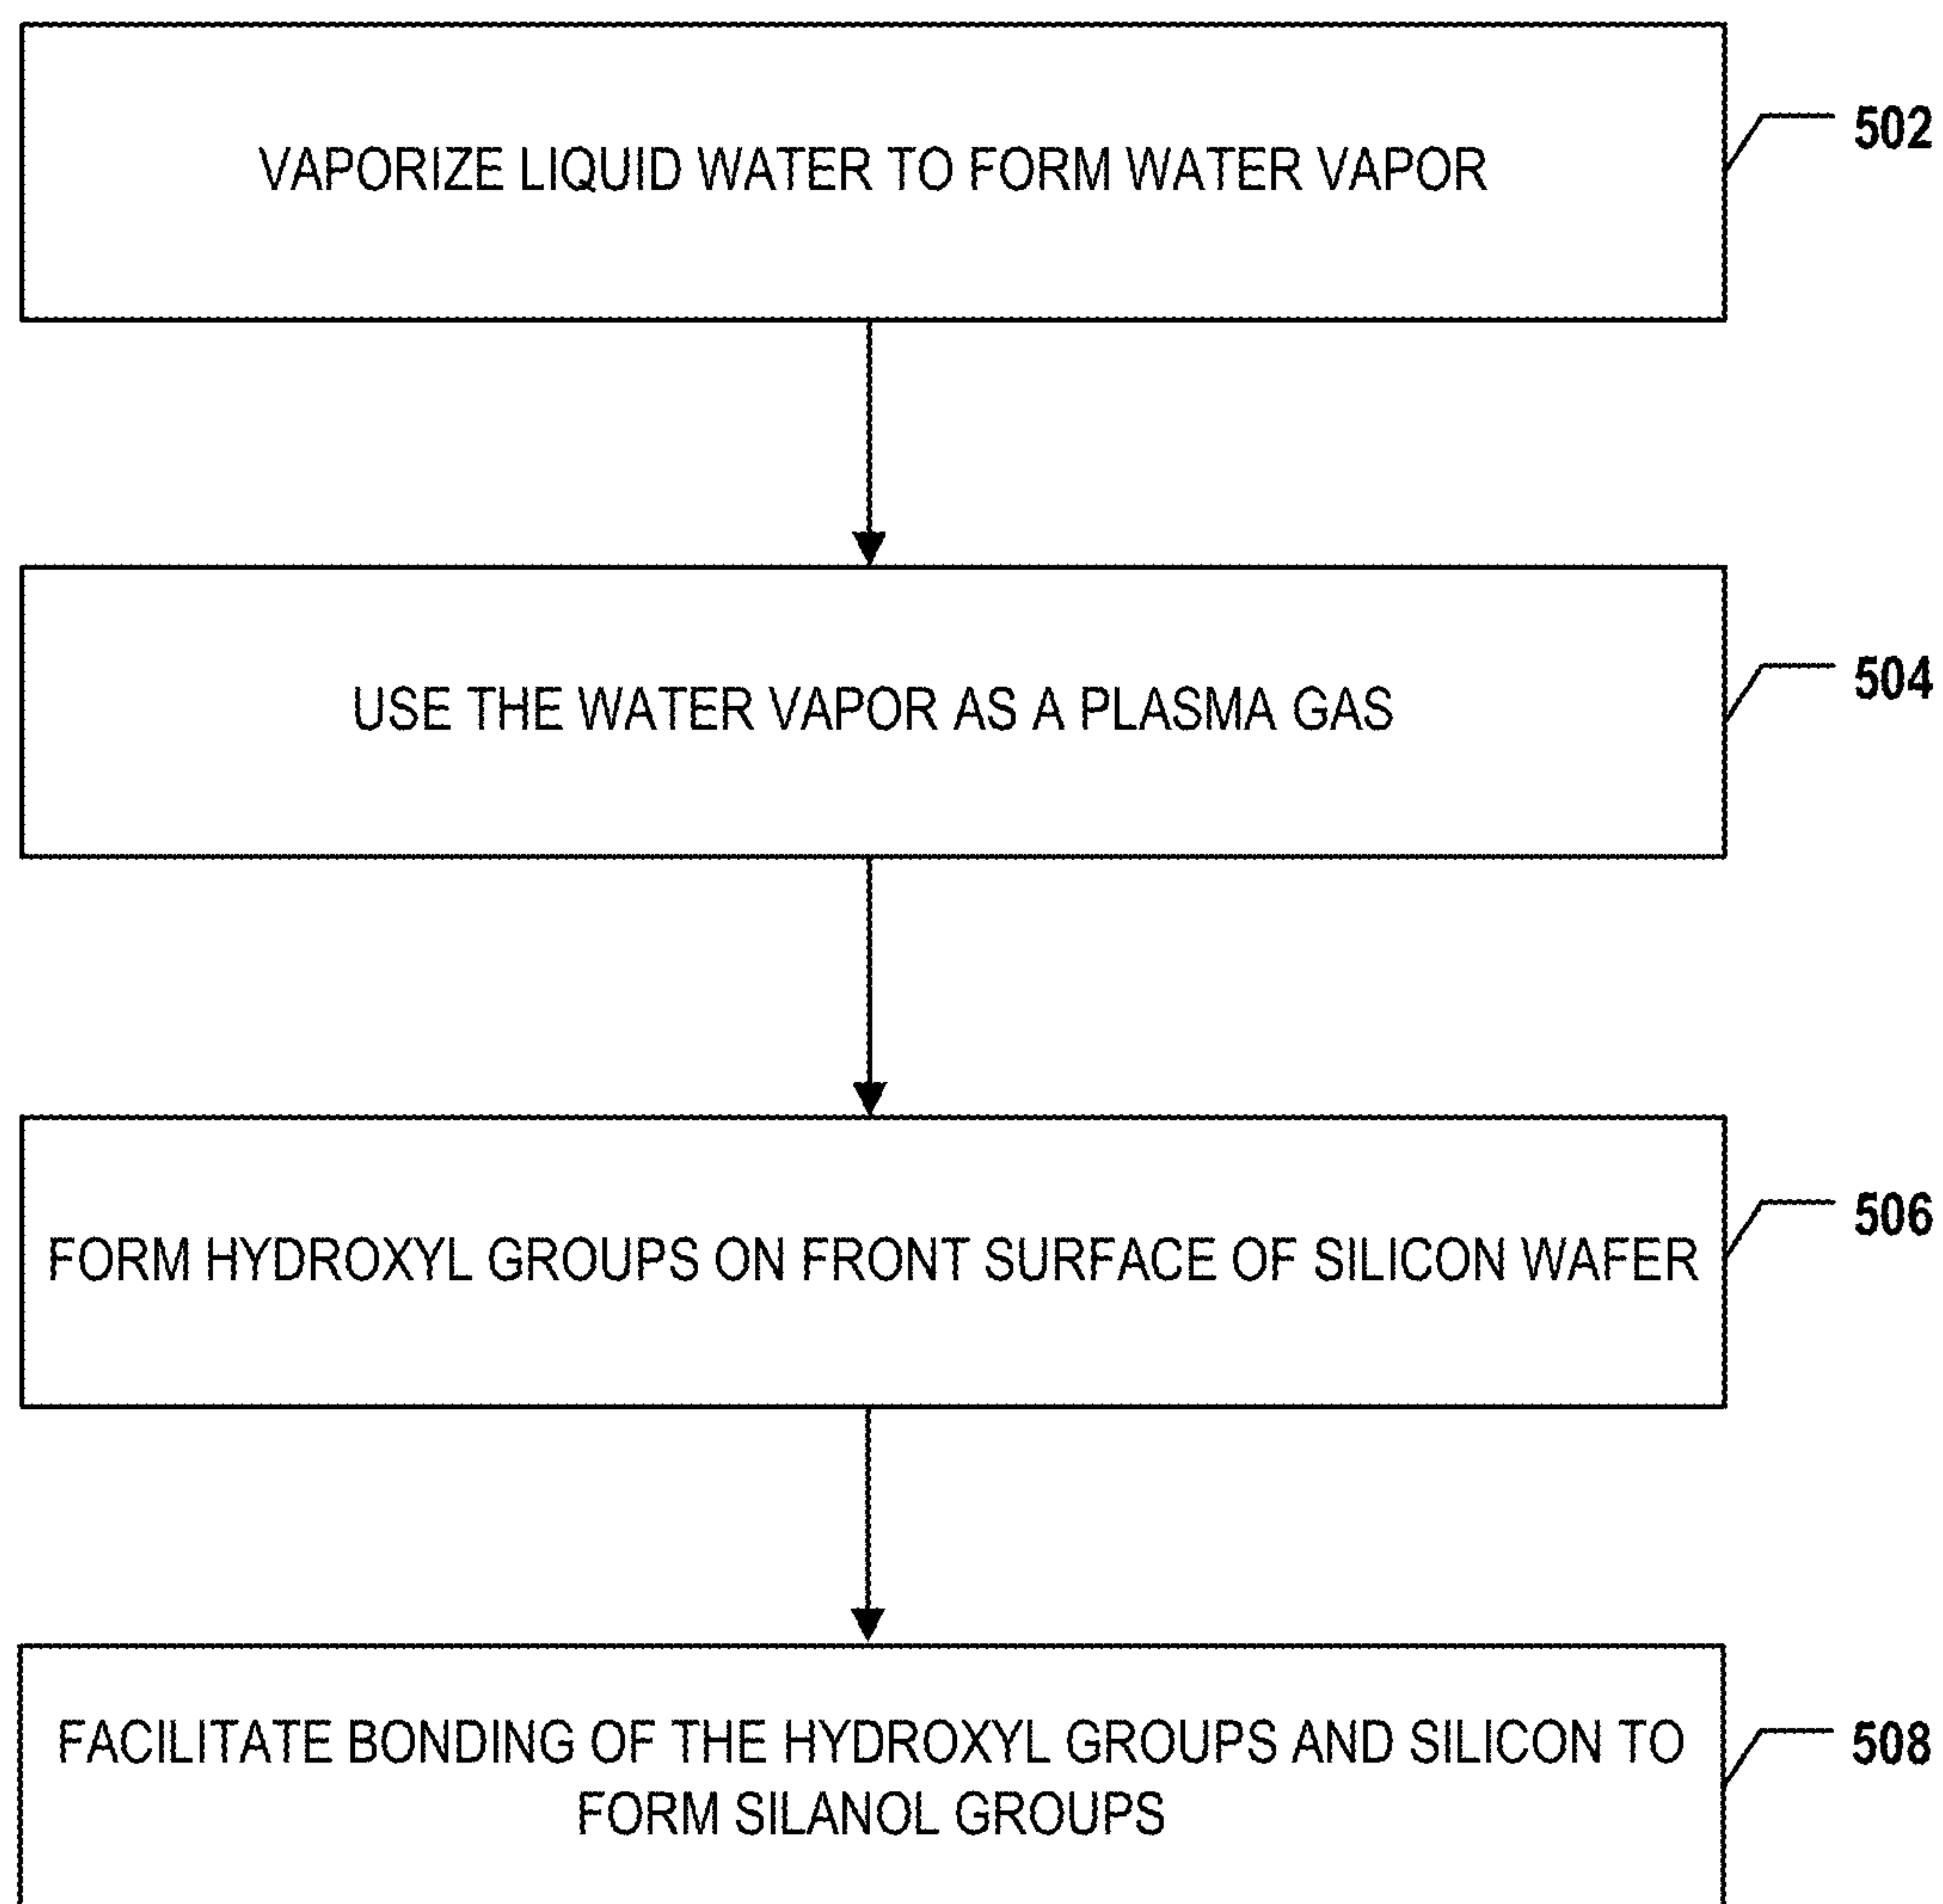 VAPORIZE LIQUID WATER TO FORM WATER VAPOR
502
USE THE WATER VAPOR AS A PLASMA GAS
504
FORM HYDROXYL GROUPS ON FRONT SURFACE OF SILICON WAFER
506
FACILITATE BONDING OF THE HYDROXYL GROUPS AND SILICON TO
FORM SILANOL GROUPS
508